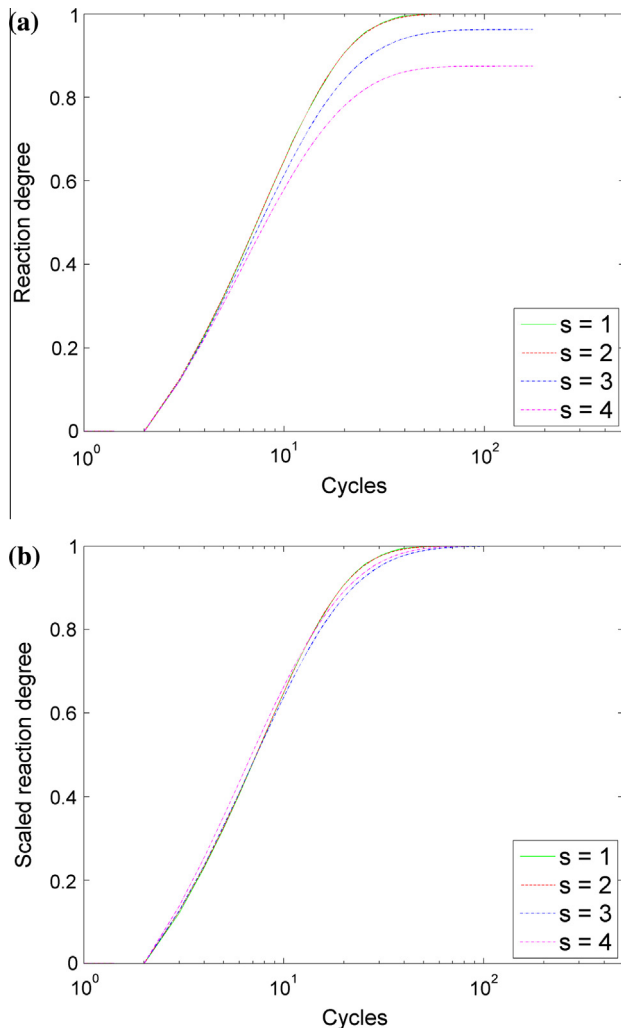 (a)
1
0.8
0.6
0.4
0.2
0
Reaction degree
10^0
10^1
10^2
Cycles
s = 1
s = 2
s = 3
s = 4
(b)
1
0.8
0.6
0.4
0.2
0
Scaled reaction degree
10^0
10^1
10^2
Cycles
s = 1
s = 2
s = 3
s = 4